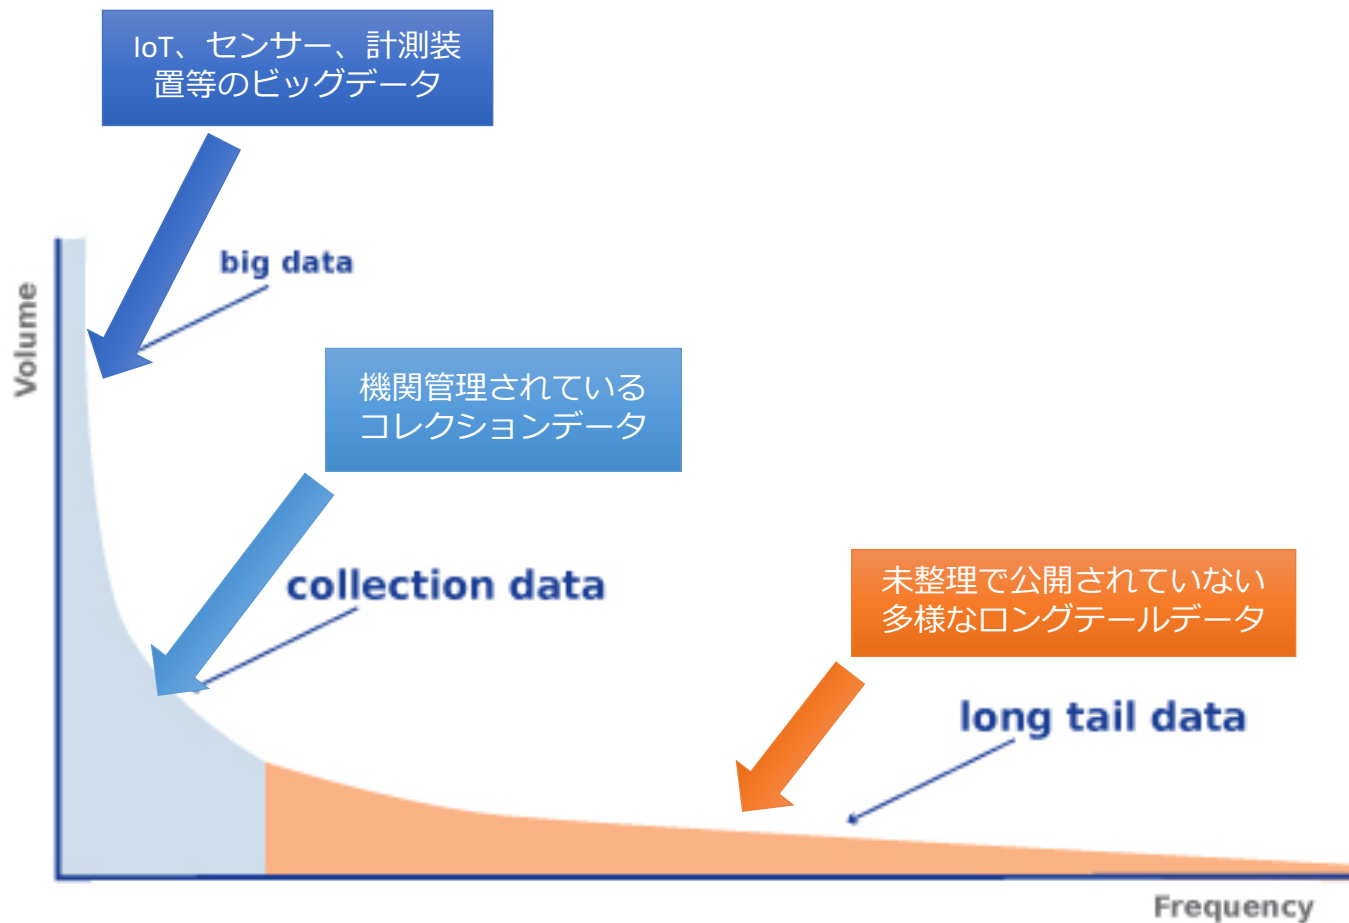 IoT、センサー、計測装
置等のビッグデータ
big data
Volume
機関管理されている
コレクションデータ
collection data
未整理で公開されていない
多様なロングテールデータ
long tail data
Frequency